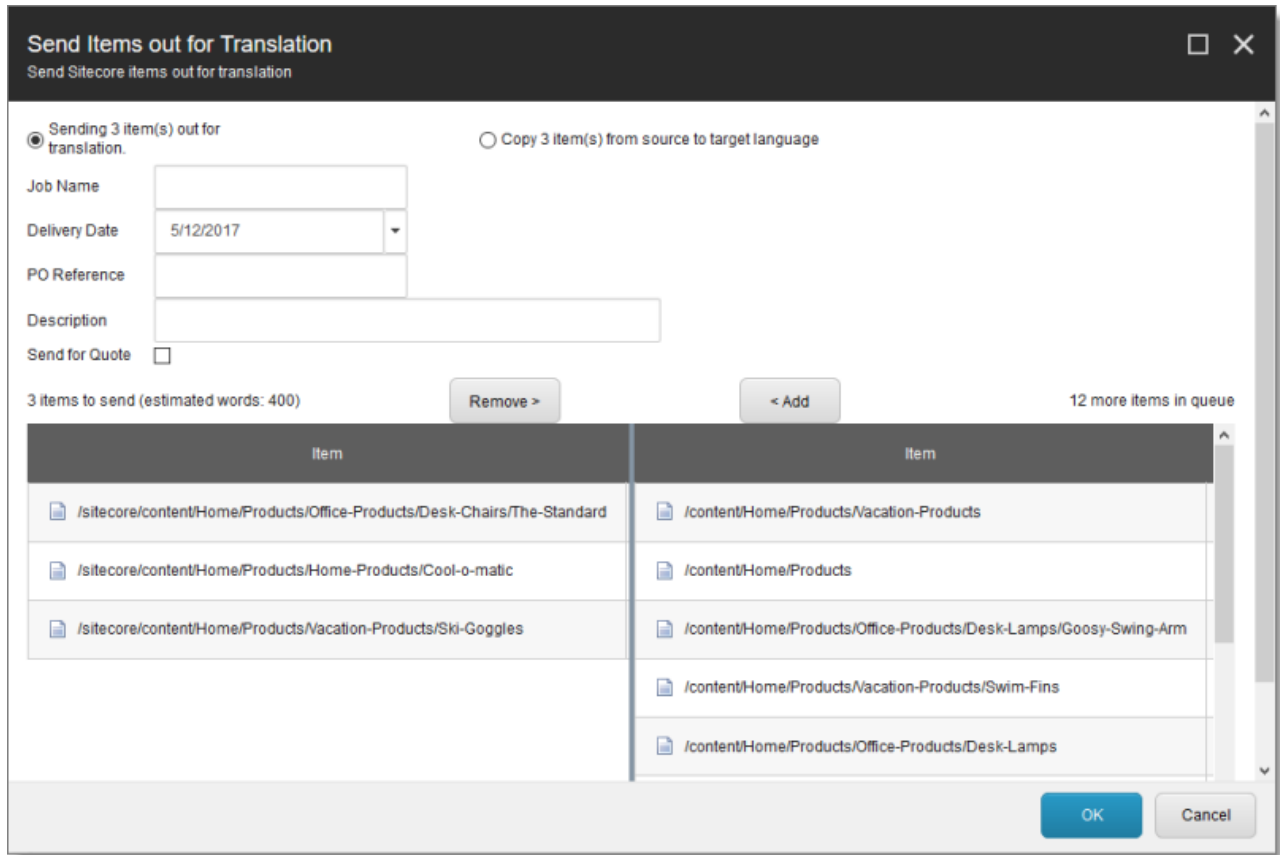 Send Items out for Translation
Send Sitecore items out for translation
Sending 3 item(s) out for
translation.
Copy 3 item(s) from source to target language
Job Name
Delivery Date
5/12/2017
PO Reference
Description
Send for Quote
3 items to send (estimated words: 400)
Remove >
< Add
12 more items in queue
Item
Item
/sitecore/content/Home/Products/Office-Products/Desk-Chairs/The-Standard
/content/Home/Products/Vacation-Products
/sitecore/content/Home/Products/Home-Products/Cool-o-matic
/content/Home/Products
/sitecore/content/Home/Products/Vacation-Products/Ski-Goggles
/content/Home/Products/Office-Products/Desk-Lamps/Goosy-Swing-Arm
/content/Home/Products/Vacation-Products/Swim-Fins
/content/Home/Products/Office-Products/Desk-Lamps
OK
Cancel